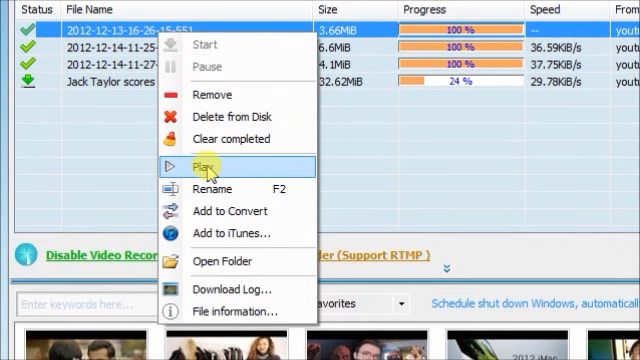 Status File Name Size Progress Speed From
2012-12-13-16-26-15-551 3.66MiB 100 % -- yout
2012-12-14-11-25- 6.6MiB 100 % 36.59KiB/s yout
2012-12-14-11-27- 4.1MiB 100 % 37.75KiB/s yout
Jack Taylor scores 32.62MiB 24 % 29.78KiB/s yout
Start
Pause
Remove
Delete from Disk
Clear completed
Play
Rename F2
Add to Convert
Add to iTunes...
Open Folder
Download Log...
File information...
Disable Video Recor der (Support RTMP )
Enter keywords here... avorites Schedule shut down Windows, automatically
2012 iMac